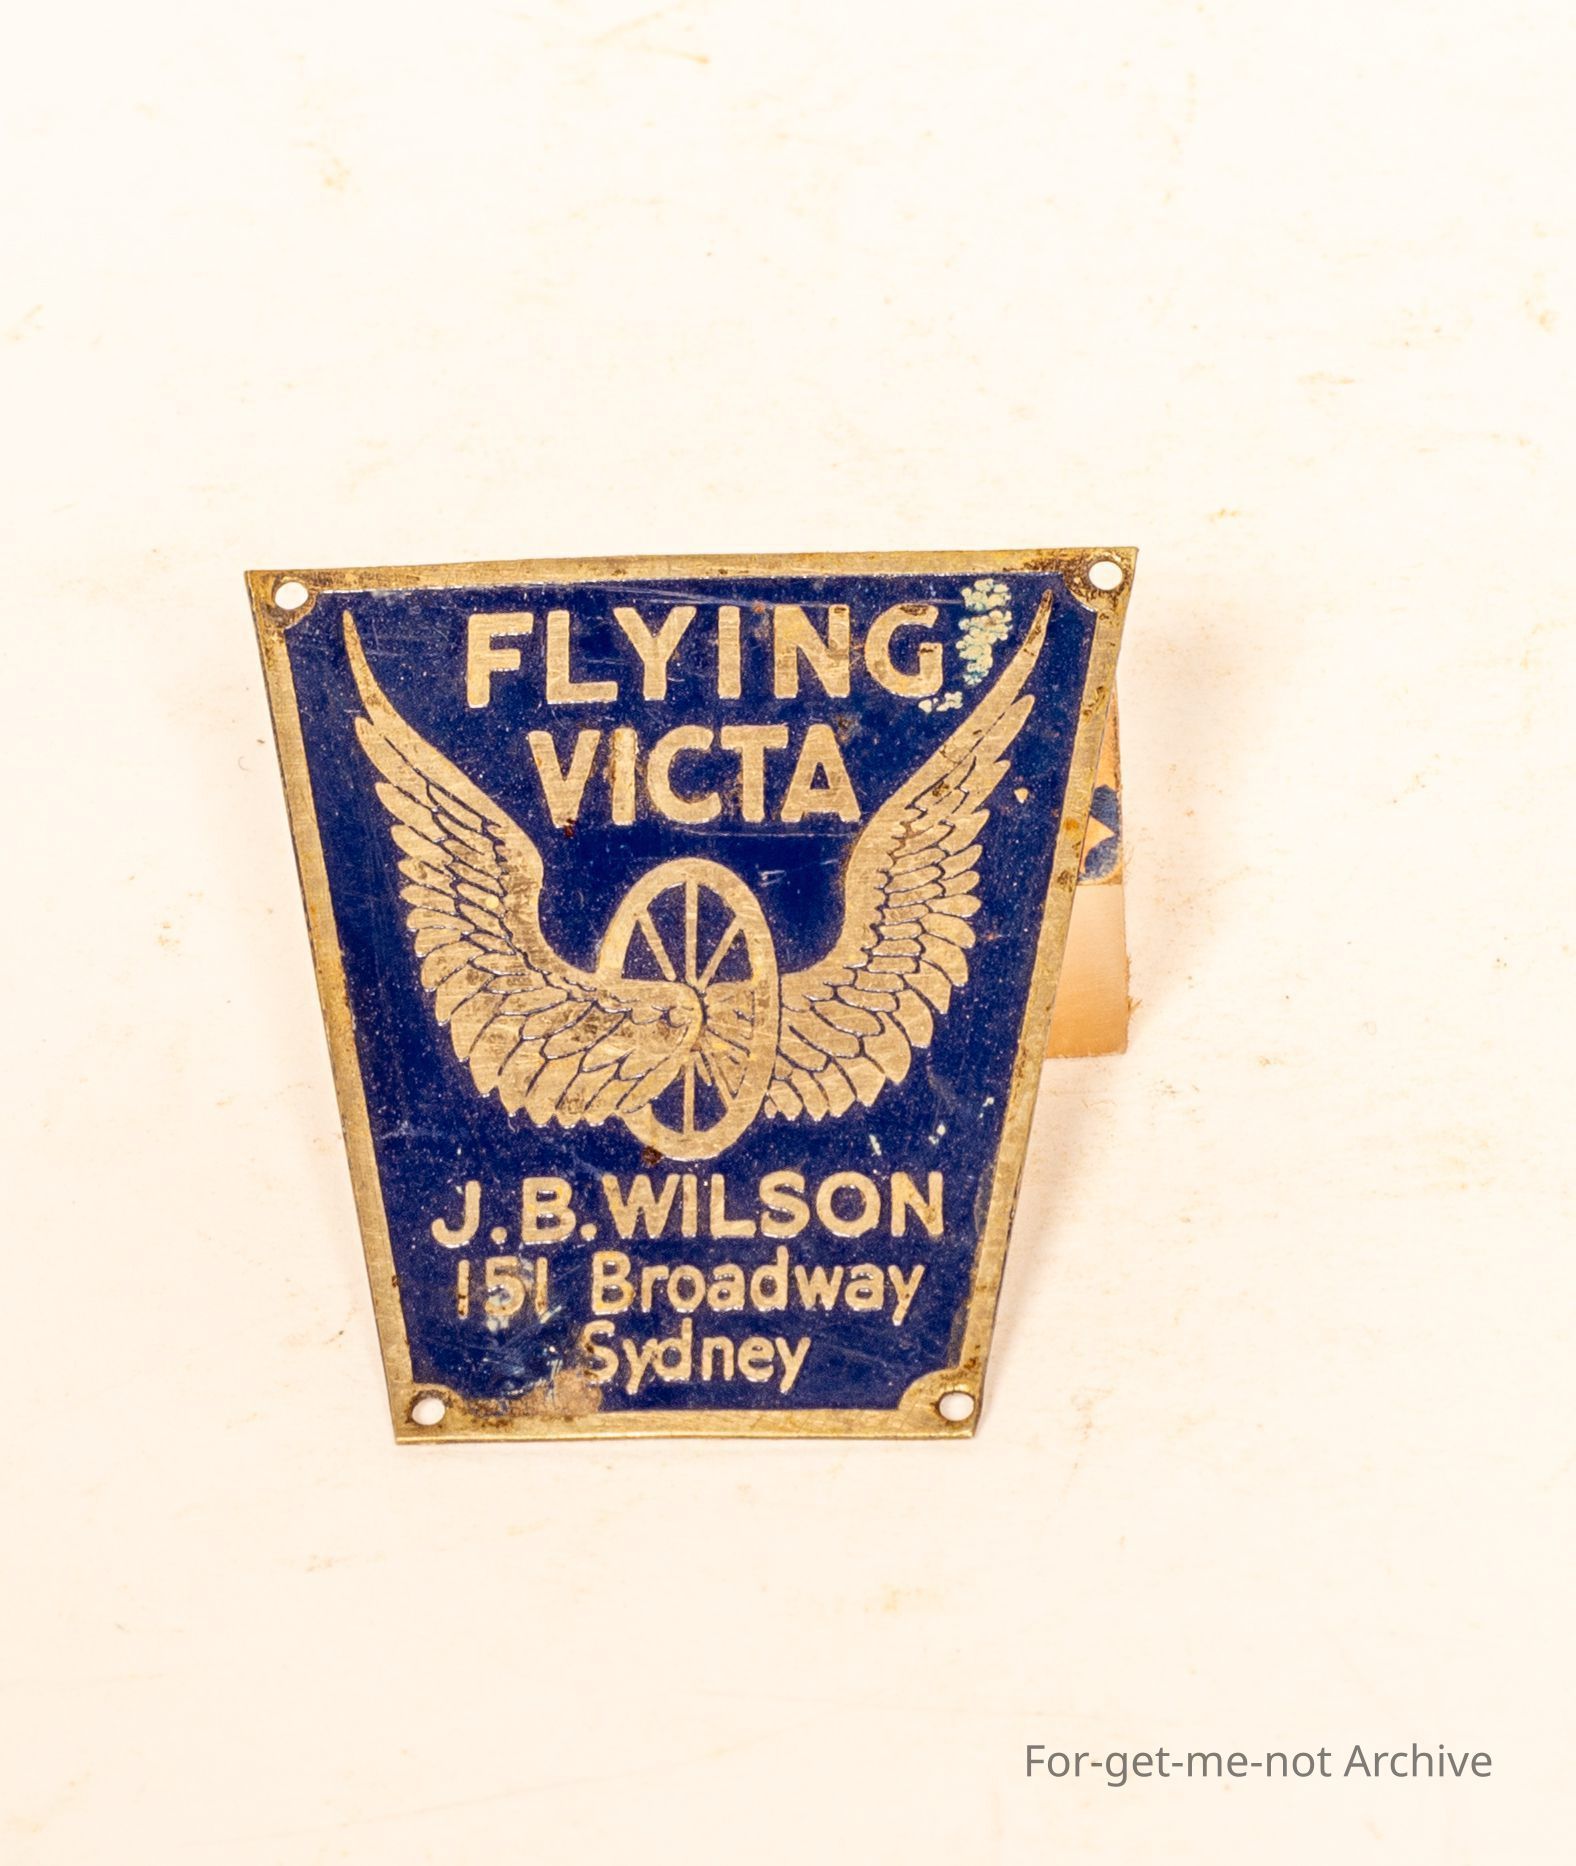 FLYING
VICTA
J.B. WILSON
151 Broadway
Sydney
For-get-me-not Archive